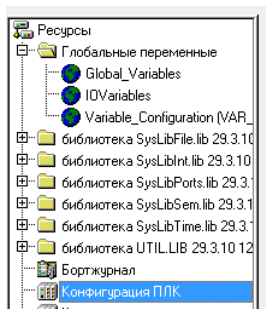 Ресурсы
Глобальные переменные
Global_Variables
IOVariables
Variable_Configuration (VAR_
библиотека SysLibFile.lib 29.3.10
библиотека SysLibInt.lib 29.3.10
библиотека SysLibPorts.lib 29.3.
библиотека SysLibSem.lib 29.3.1
библиотека SysLibTime.lib 29.3.
библиотека UTIL.LIB 29.3.10 12
Бортжурнал
Конфигурация ПЛК